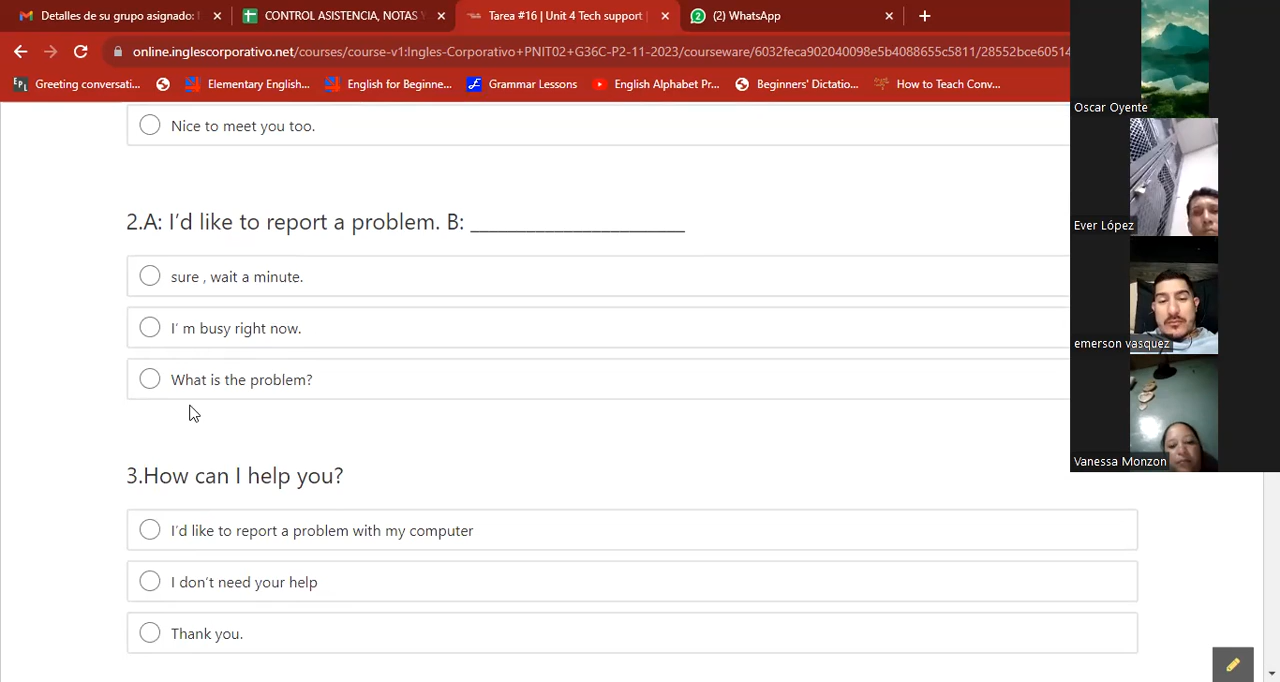 Detalles de su grupo asignado:
CONTROL ASISTENCIA, NOTAS Y
Tarea #16 | Unit 4 Tech support |
(2) WhatsApp
online.inglescorporativo.net/courses/course-v1:Ingles-Corporativo+PNIT02+G36C-P2-11-2023/courseware/6032feca902040098e5b4088655c5811/28552bce60514
Greeting conversati...
Elementary English...
English for Beginne...
Grammar Lessons
English Alphabet Pr...
Beginners' Dictatio...
How to Teach Conv...
Nice to meet you too.
2.A: I'd like to report a problem. B: ______________________
sure , wait a minute.
I' m busy right now.
What is the problem?
3.How can I help you?
I'd like to report a problem with my computer
I don't need your help
Thank you.
Oscar Oyente
Ever López
emerson vasquez
Vanessa Monzon